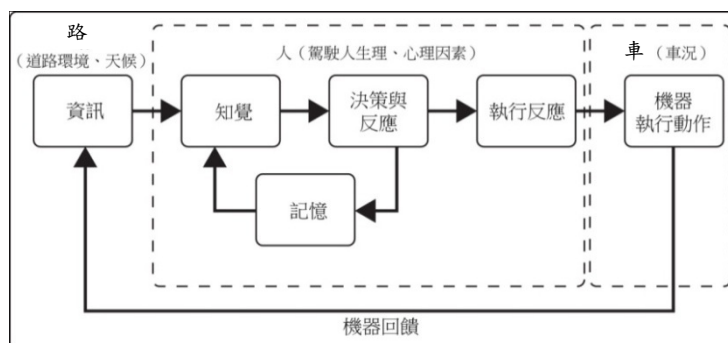 路
（道路環境、天候）
人（駕駛人生理、心理因素）
車（車況）
資訊
知覺
決策與
反應
執行反應
機器
執行動作
記憶
機器回饋